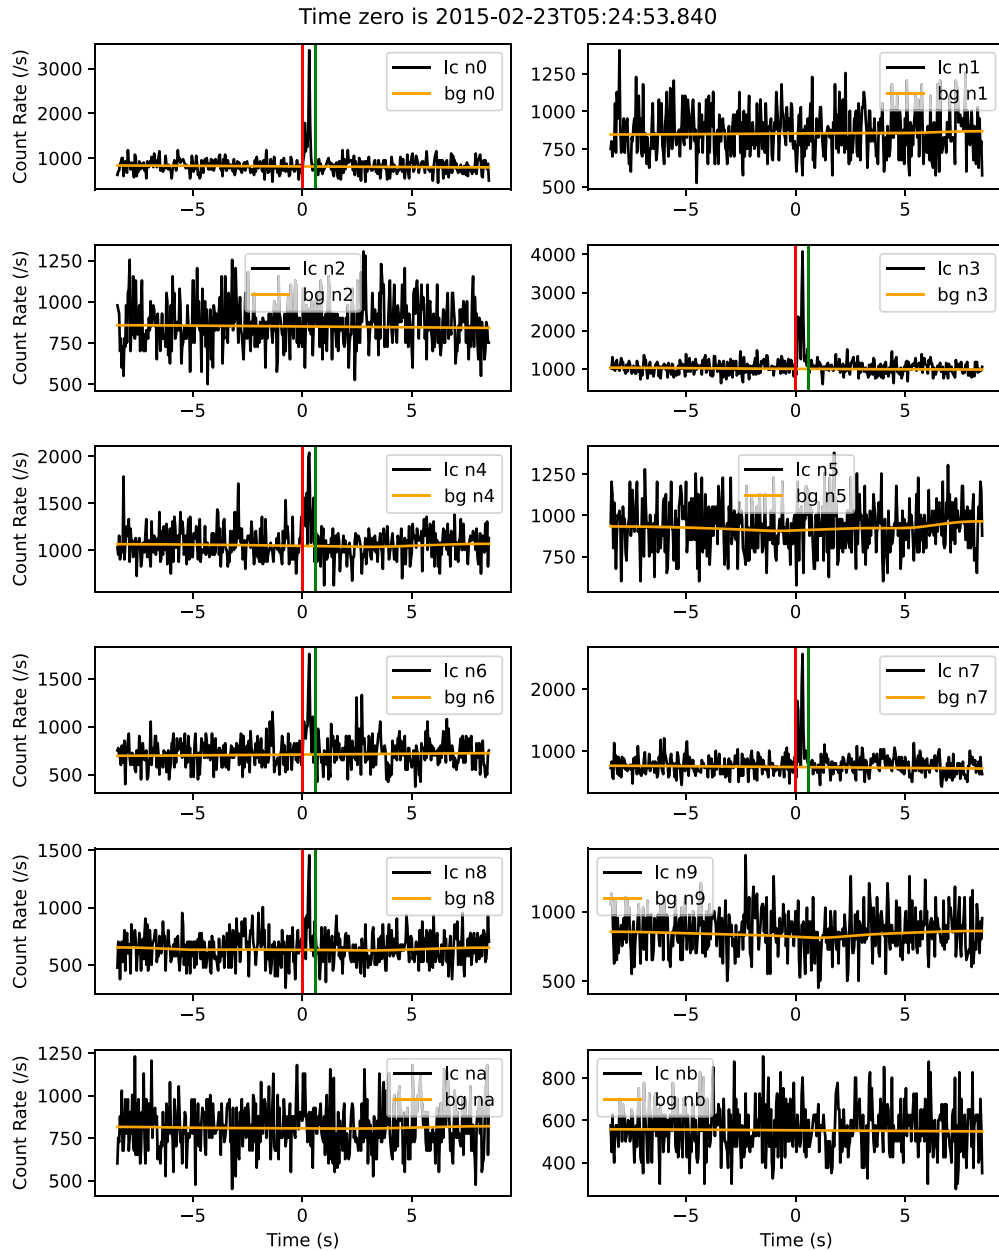 Time zero is 2015-02-23T05:24:53.840
Count Rate (/s)
3000
2000
1000
−5
0
5
lc n0
bg n0
1250
1000
750
500
−5
0
5
lc n1
bg n1
Count Rate (/s)
1250
1000
750
500
−5
0
5
lc n2
bg n2
4000
3000
2000
1000
−5
0
5
lc n3
bg n3
Count Rate (/s)
2000
1500
1000
−5
0
5
lc n4
bg n4
1250
1000
750
−5
0
5
lc n5
bg n5
Count Rate (/s)
1500
1000
500
−5
0
5
lc n6
bg n6
2000
1000
−5
0
5
lc n7
bg n7
Count Rate (/s)
1500
1000
500
−5
0
5
lc n8
bg n8
1000
500
−5
0
5
lc n9
bg n9
Count Rate (/s)
1250
1000
750
500
−5
0
5
Time (s)
lc na
bg na
800
600
400
−5
0
5
Time (s)
lc nb
bg nb